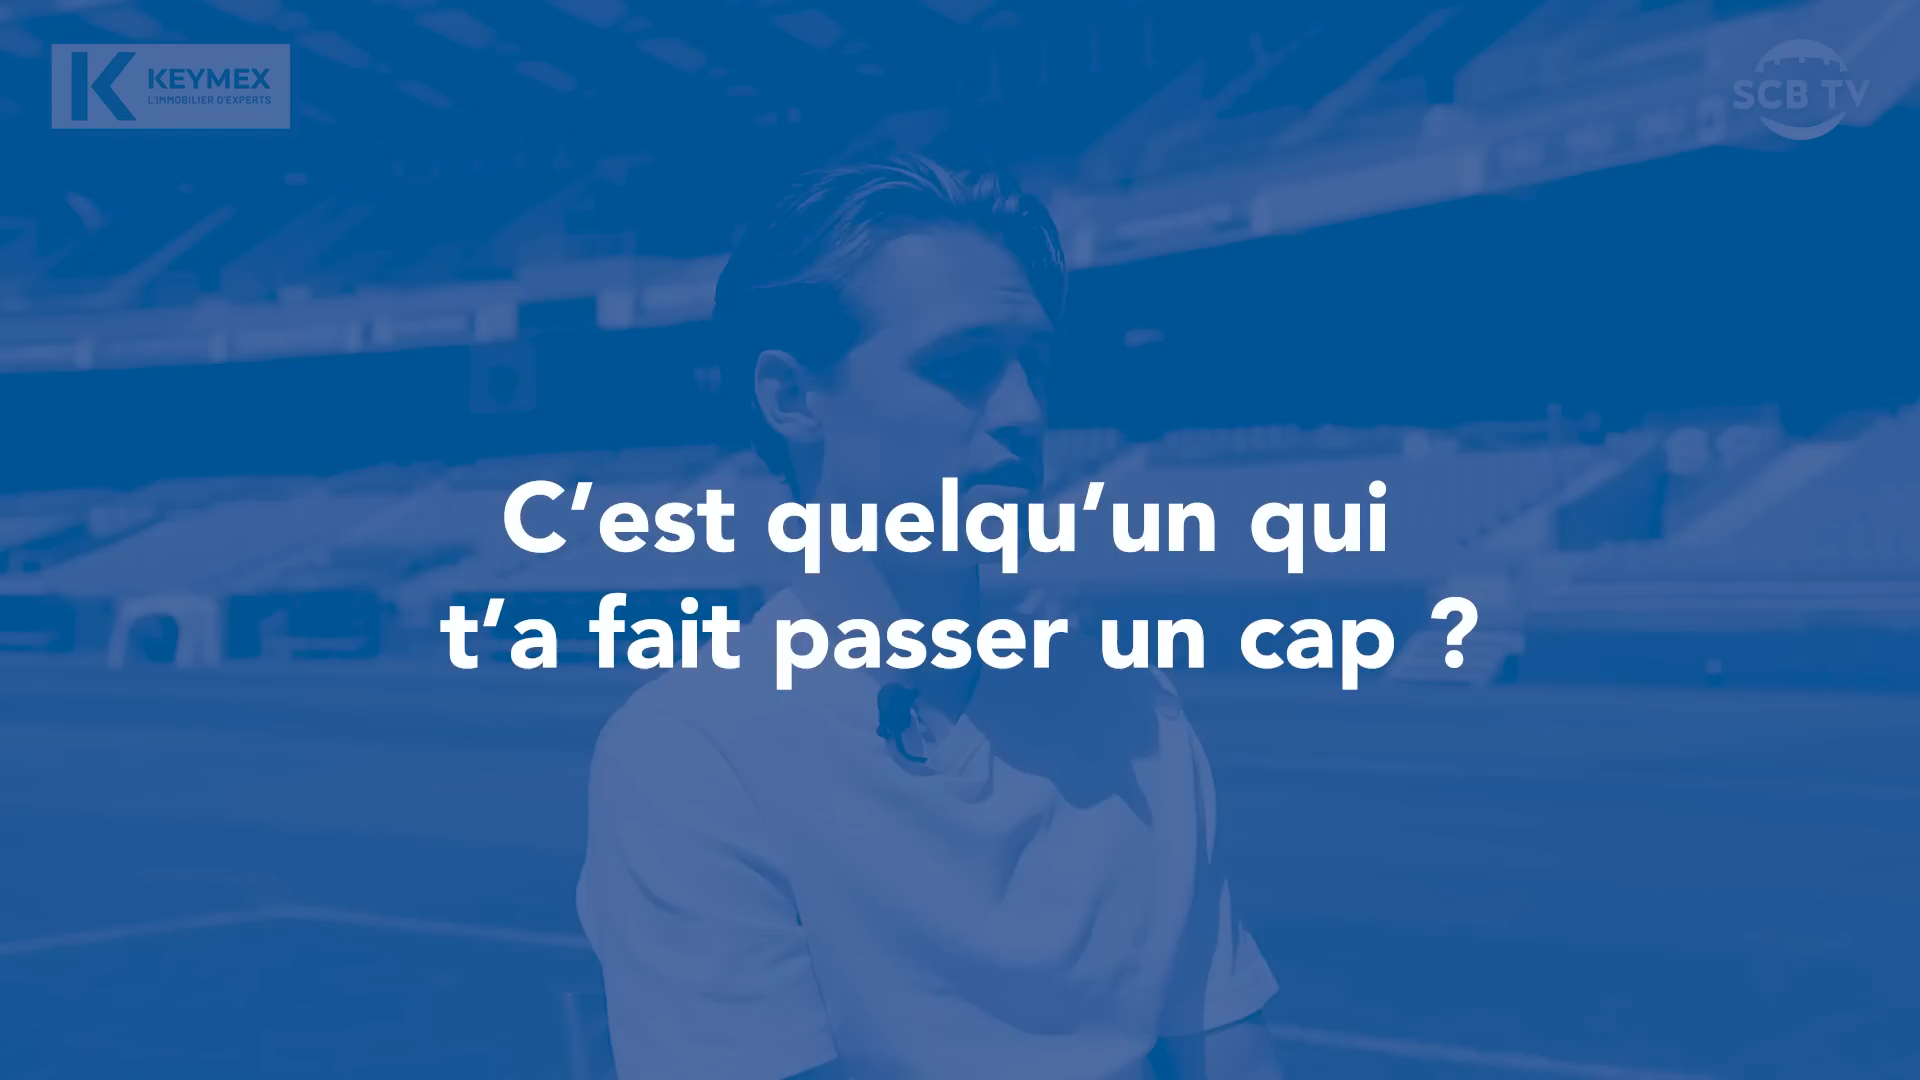 KEYMEX
L'IMMOBILIER D'EXPERTS
SCB TV
C'est quelqu'un qui
t'a fait passer un cap ?